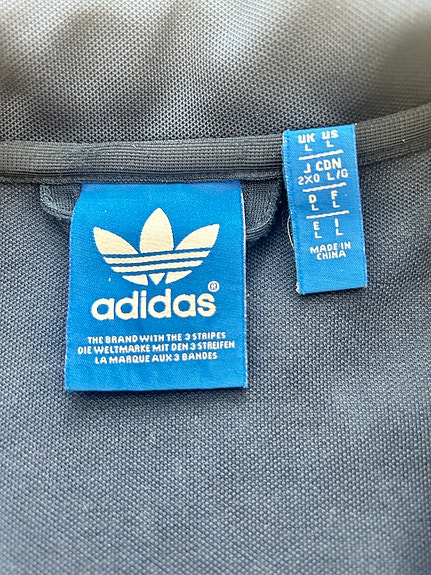 adidas®
THE BRAND WITH THE 3 STRIPES
DIE WELTMARKE MIT DEN 3 STREIFEN
LA MARQUE AUX 3 BANDES
UK US
L L
J CDN
2XO L/G
D F
L L
E I
L L
MADE IN
CHINA